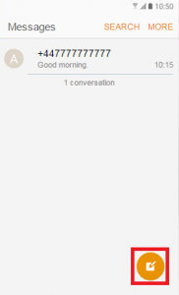 10:50
Messages SEARCH MORE
A +447777777777
Good morning. 10:15
1 conversation